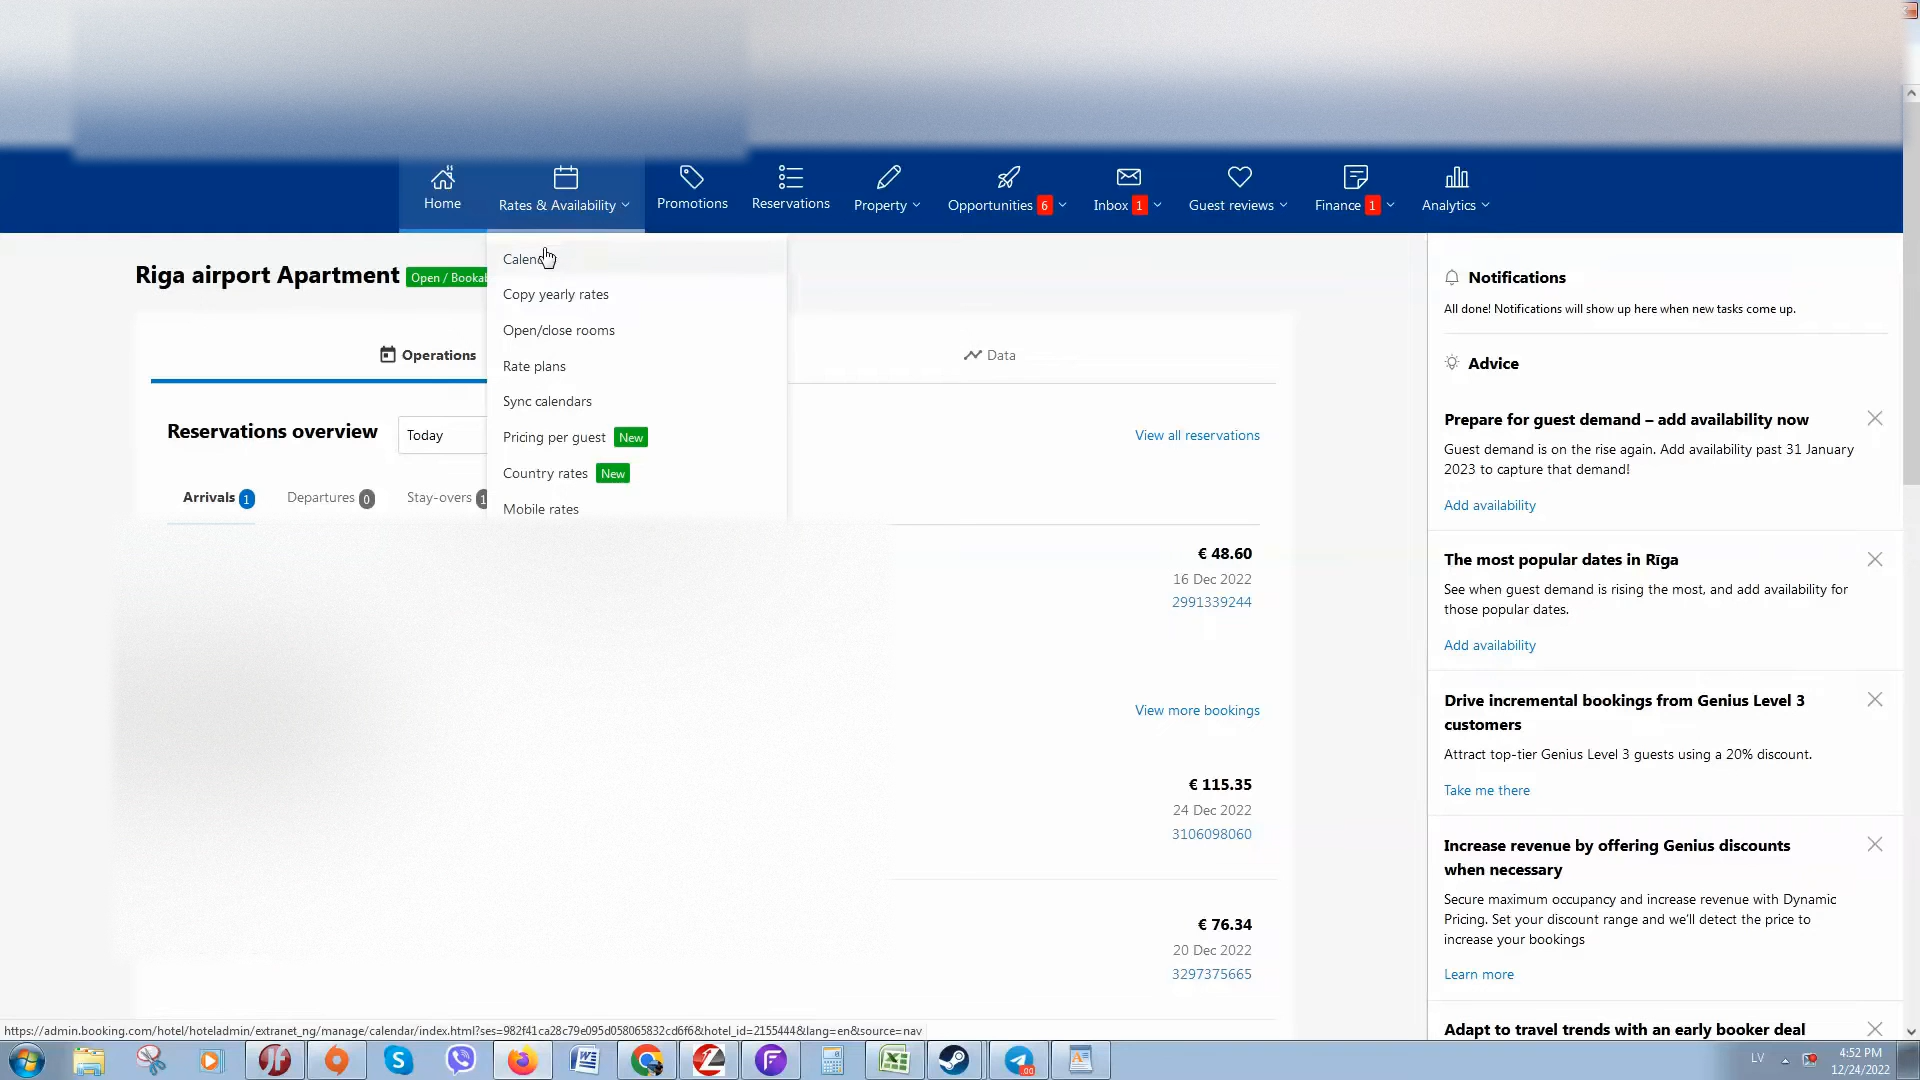 Home
Rates & Availability
Promotions
Reservations
Property
Opportunities 6
Inbox 1
Guest reviews
Finance 1
Analytics
Riga airport Apartment
Open /
Calendar
Copy yearly rates
Open/close rooms
Rate plans
Sync calendars
Pricing per guest New
Country rates New
Mobile rates
Operations
Data
Reservations overview
Today
View all reservations
Arrivals 1
Departures 0
Stay-overs 1
€ 48.60
16 Dec 2022
2991339244
View more bookings
€ 115.35
24 Dec 2022
3106098060
€ 76.34
20 Dec 2022
3297375665
Notifications
All done! Notifications will show up here when new tasks come up.
Advice
Prepare for guest demand – add availability now
Guest demand is on the rise again. Add availability past 31 January
2023 to capture that demand!
Add availability
The most popular dates in Rīga
See when guest demand is rising the most, and add availability for
those popular dates.
Add availability
Drive incremental bookings from Genius Level 3
customers
Attract top-tier Genius Level 3 guests using a 20% discount.
Take me there
Increase revenue by offering Genius discounts
when necessary
Secure maximum occupancy and increase revenue with Dynamic
Pricing. Set your discount range and we'll detect the price to
increase your bookings
Learn more
Adapt to travel trends with an early booker deal
https://admin.booking.com/hotel/hoteladmin/extranet_ng/manage/calendar/index.html?ses=982f41ca28c79e095d058065832cd6f6&hotel_id=2155444&lang=en&source=nav
LV
4:52 PM
12/24/2022